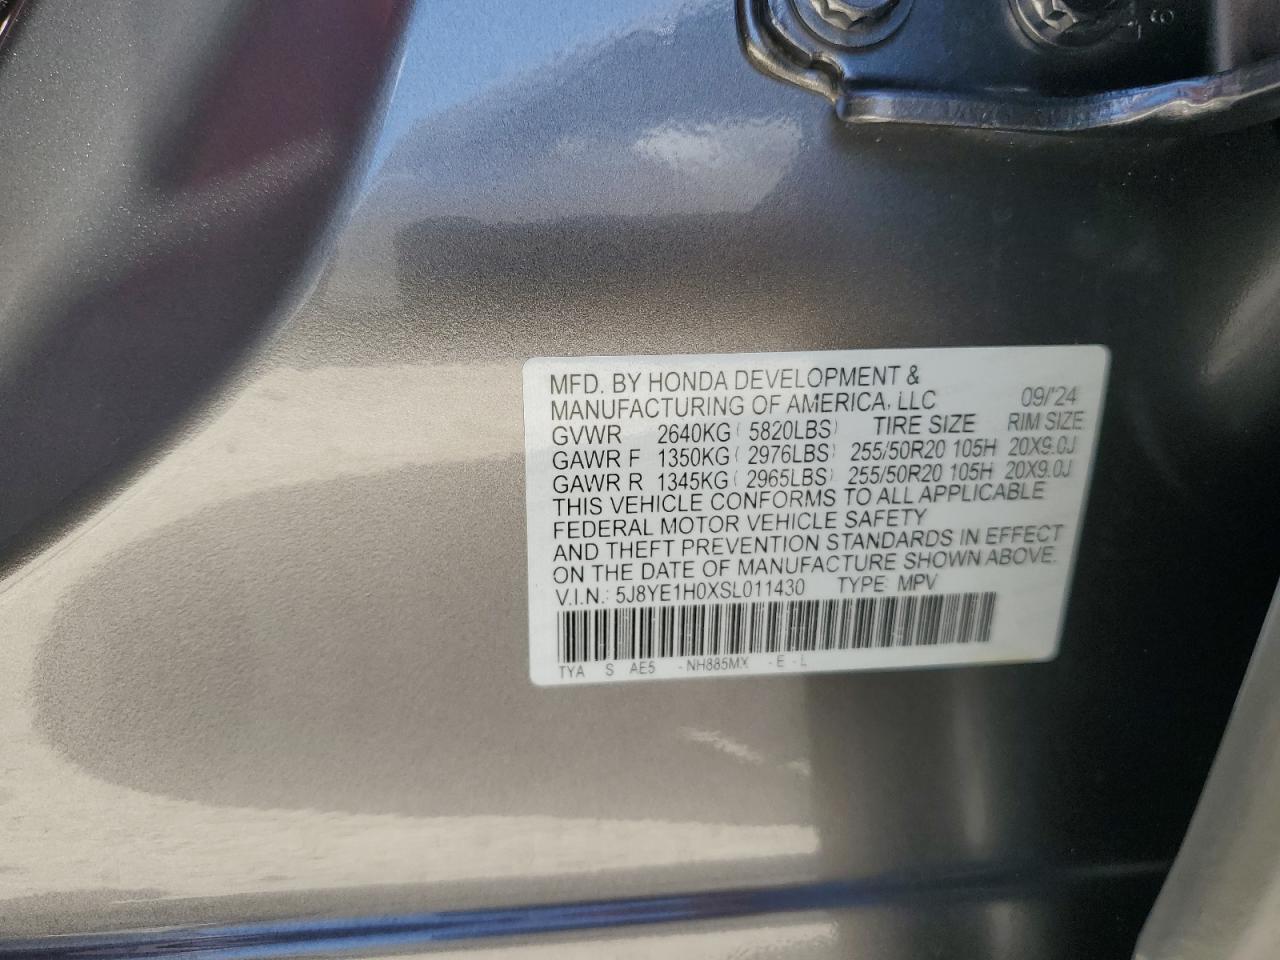 MFD. BY HONDA DEVELOPMENT &
MANUFACTURING OF AMERICA, LLC 09/'24
GVWR 2640KG ( 5820LBS) TIRE SIZE RIM SIZE
GAWR F 1350KG ( 2976LBS) 255/50R20 105H 20X9.0J
GAWR R 1345KG ( 2965LBS) 255/50R20 105H 20X9.0J
THIS VEHICLE CONFORMS TO ALL APPLICABLE
FEDERAL MOTOR VEHICLE SAFETY
AND THEFT PREVENTION STANDARDS IN EFFECT
ON THE DATE OF MANUFACTURE SHOWN ABOVE.
V.I.N.: 5J8YE1H0XSL011430 TYPE: MPV
TYA S AE5 -NH885MX -E -L